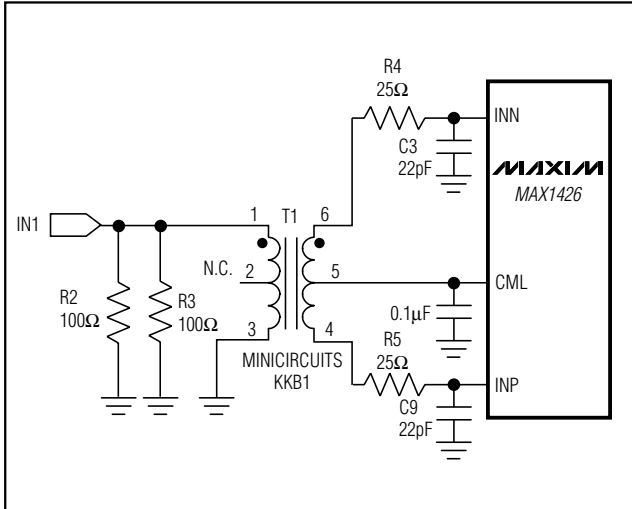 R4
25Ω
INN
C3
22pF
MAXIM
MAX1426
IN1
1
T1
6
N.C.
2
5
CML
R2
100Ω
R3
100Ω
0.1µF
3
4
MINICIRCUITS
KKB1
R5
25Ω
INP
C9
22pF